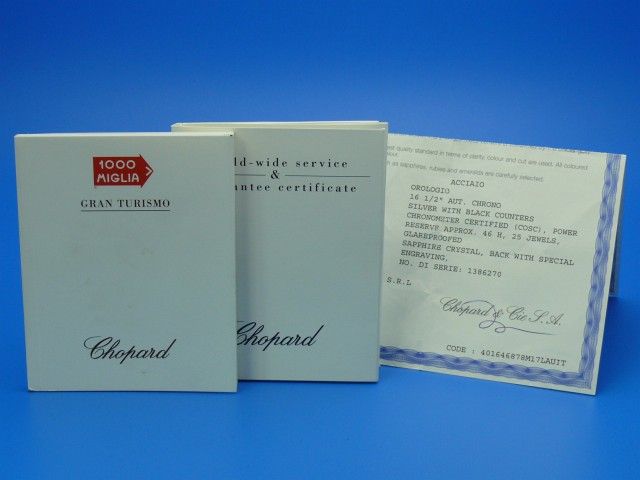 1000
MIGLIA
GRAN TURISMO
Chopard
ld-wide service
&
antee certificate
Chopard
est quality standard in terms of clarity, colour and cut are used. All coloured
our.
h as sapphires, rubies and emeralds are carefully selected.
ACCIAIO
OROLOGIO
16 1/2" AUT. CHRONO
SILVER WITH BLACK COUNTERS
CHRONOMETER CERTIFIED (COSC), POWER
RESERVE APPROX. 46 H, 25 JEWELS,
GLAREPROOFED
SAPPHIRE CRYSTAL, BACK WITH SPECIAL
ENGRAVING,
NO. DI SERIE: 1386270
S.R.L
Chopard & Cie S.A.
CODE : 401646878M17LAUIT